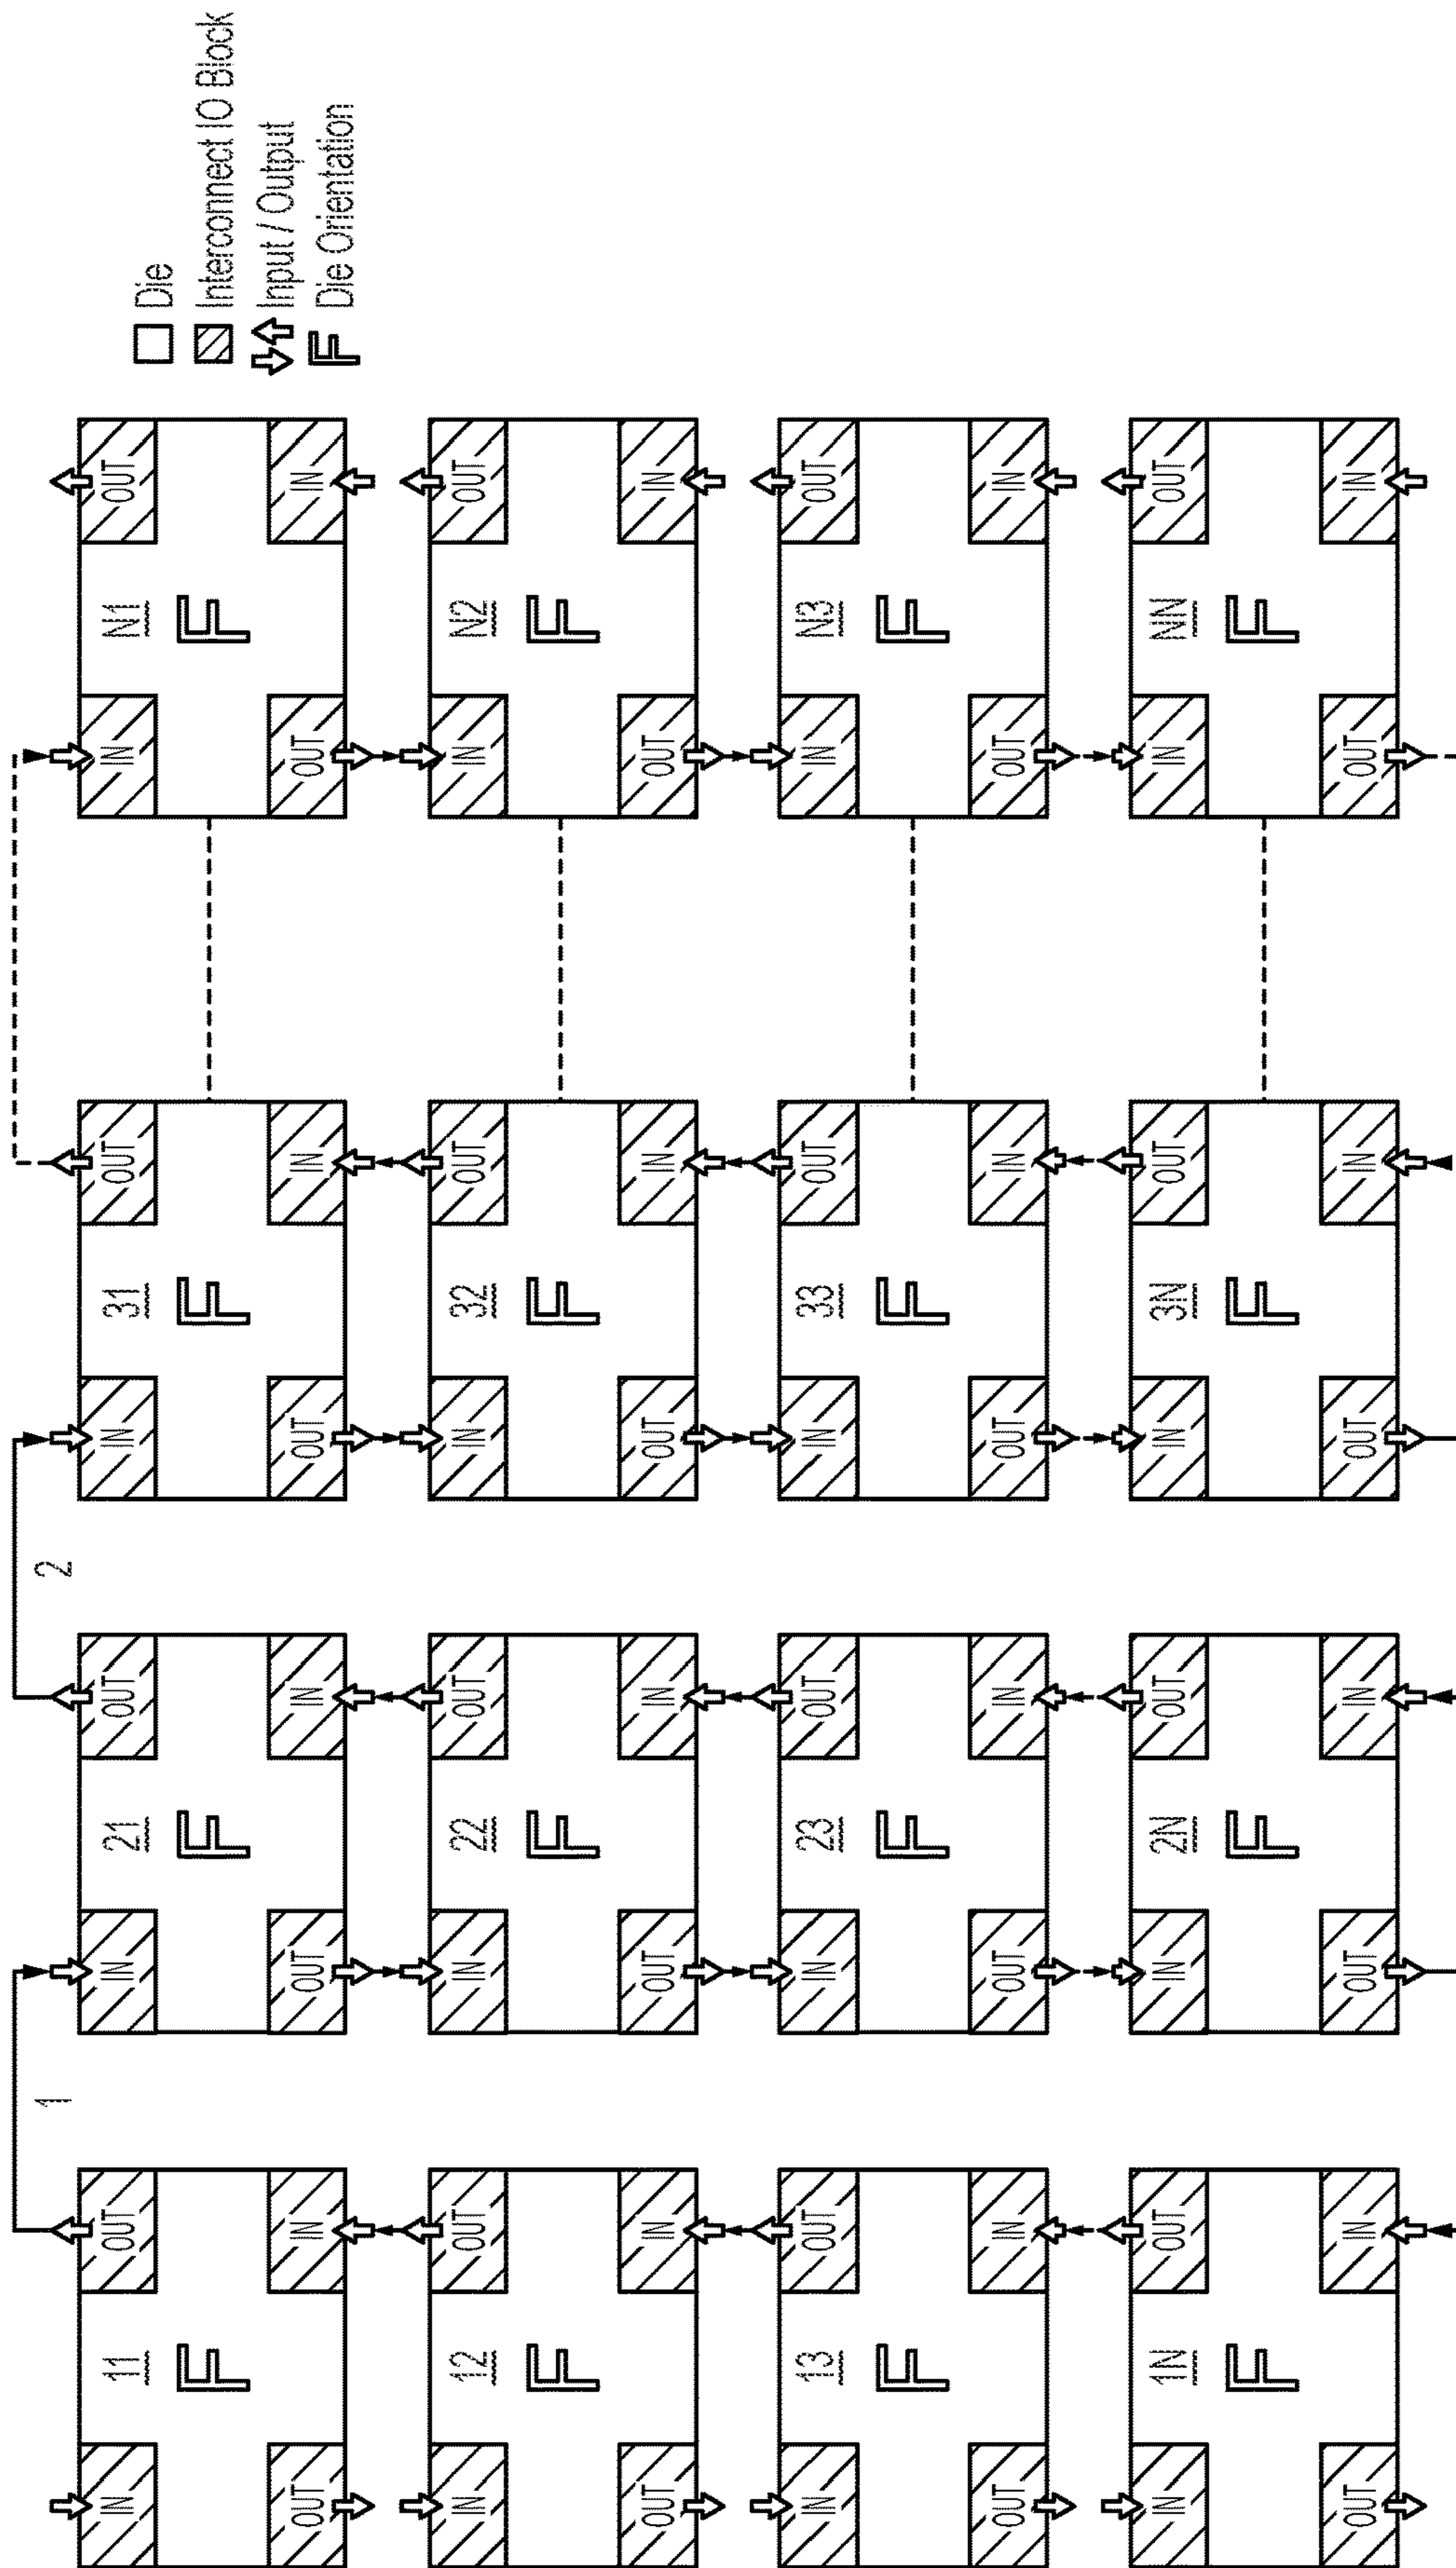 1 2
IN 11 OUT IN 21 OUT IN 31 OUT IN N1 OUT
Die
F F F F
Interconnect IO Block
Input / Output
OUT IN OUT IN OUT IN OUT IN
F Die Orientation
IN 12 OUT IN 22 OUT IN 32 OUT IN N2 OUT
F F F F
OUT IN OUT IN OUT IN OUT IN
IN 13 OUT IN 23 OUT IN 33 OUT IN N3 OUT
F F F F
OUT IN OUT IN OUT IN OUT IN
IN 1N OUT IN 2N OUT IN 3N OUT IN NN OUT
F F F F
OUT IN OUT IN OUT IN OUT IN